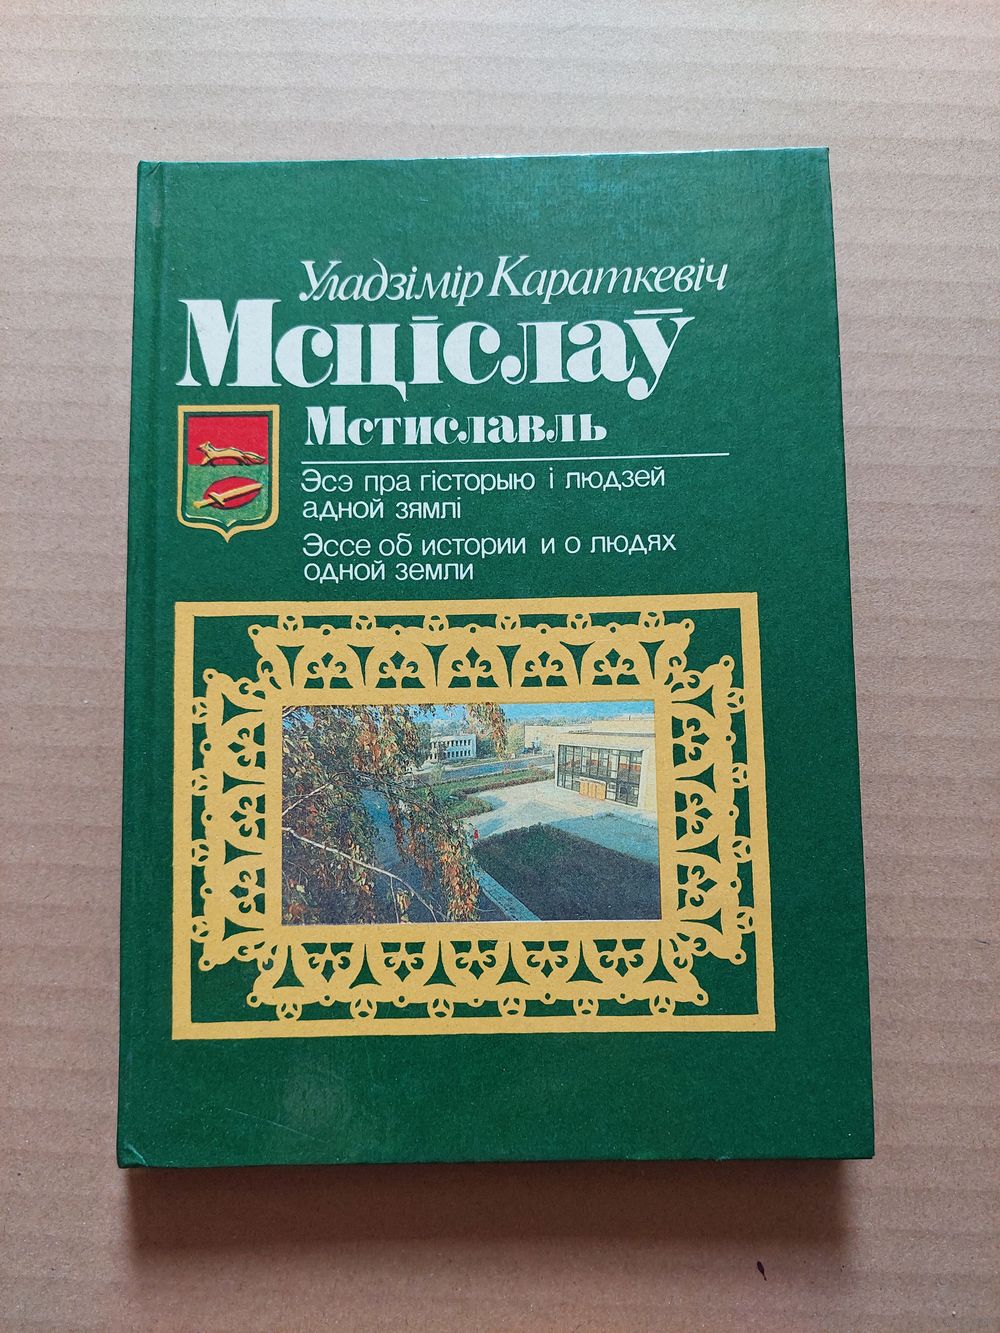 Уладзімір Караткевіч
Мсціслаў
Мстиславль
Эсэ пра гісторыю і людзей
адной зямлі
Эссе об истории и о людях
одной земли